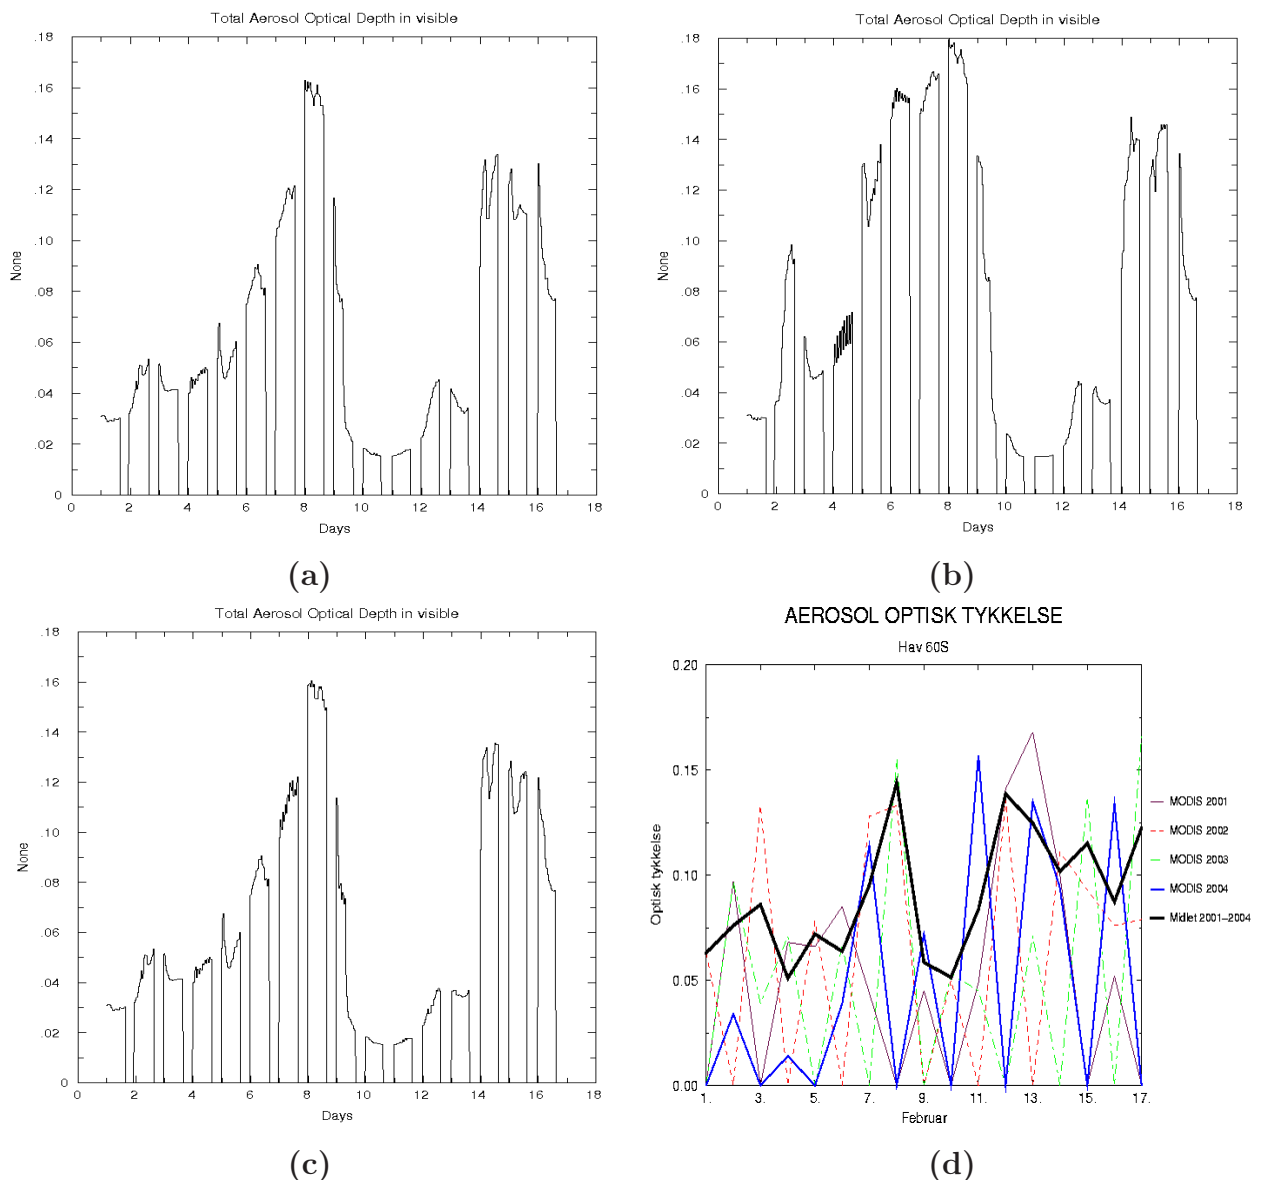 Total Aerosol Optical Depth in visible
.18
.16
.14
.12
.10
.08
.06
.04
.02
0
None
0 2 4 6 8 10 12 14 16 18
Days
(a)
Total Aerosol Optical Depth in visible
.18
.16
.14
.12
.10
.08
.06
.04
.02
0
None
0 2 4 6 8 10 12 14 16 18
Days
(b)
Total Aerosol Optical Depth in visible
.18
.16
.14
.12
.10
.08
.06
.04
.02
0
None
0 2 4 6 8 10 12 14 16 18
Days
(c)
AEROSOL OPTISK TYKKELSE
Hav 60S
0.20
0.15
0.10
0.05
0.00
Optisk tykkelse
1. 3. 5. 7. 9. 11. 13. 15. 17.
Februar
MODIS 2001
MODIS 2002
MODIS 2003
MODIS 2004
Midlet 2001-2004
(d)